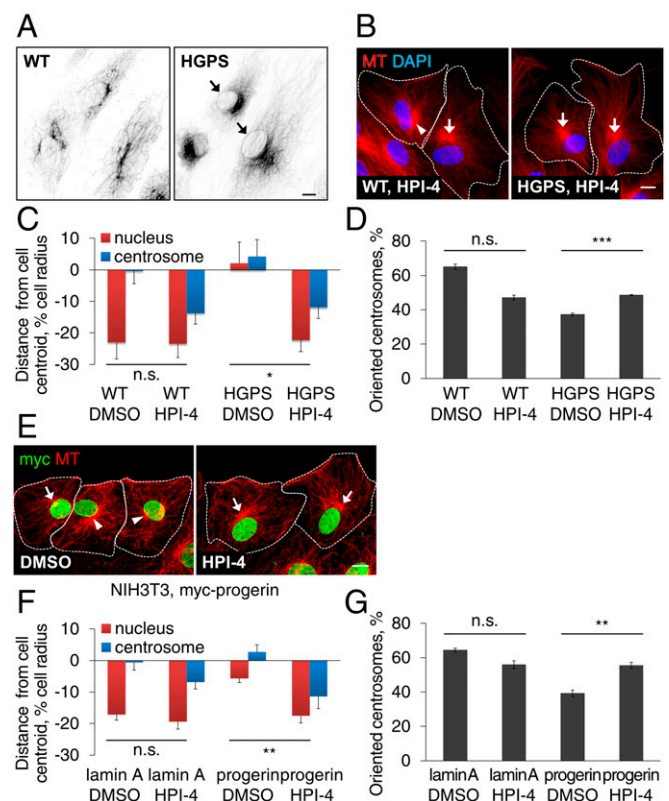 A
WT
HGPS
B
MT DAPI
WT, HPI-4
HGPS, HPI-4
C
nucleus
centrosome
Distance from cell
centroid, % cell radius
10
0
-10
-20
-30
n.s.
*
WT
DMSO
WT
HPI-4
HGPS
DMSO
HGPS
HPI-4
D
Oriented centrosomes, %
80
60
40
20
0
n.s.
***
WT
DMSO
WT
HPI-4
HGPS
DMSO
HGPS
HPI-4
E
myc MT
DMSO
HPI-4
NIH3T3, myc-progerin
F
nucleus
centrosome
Distance from cell
centroid, % cell radius
10
0
-10
-20
-30
n.s.
**
lamin A
DMSO
lamin A
HPI-4
progerin
DMSO
progerin
HPI-4
G
Oriented centrosomes, %
80
60
40
20
0
n.s.
**
lamin A
DMSO
lamin A
HPI-4
progerin
DMSO
progerin
HPI-4